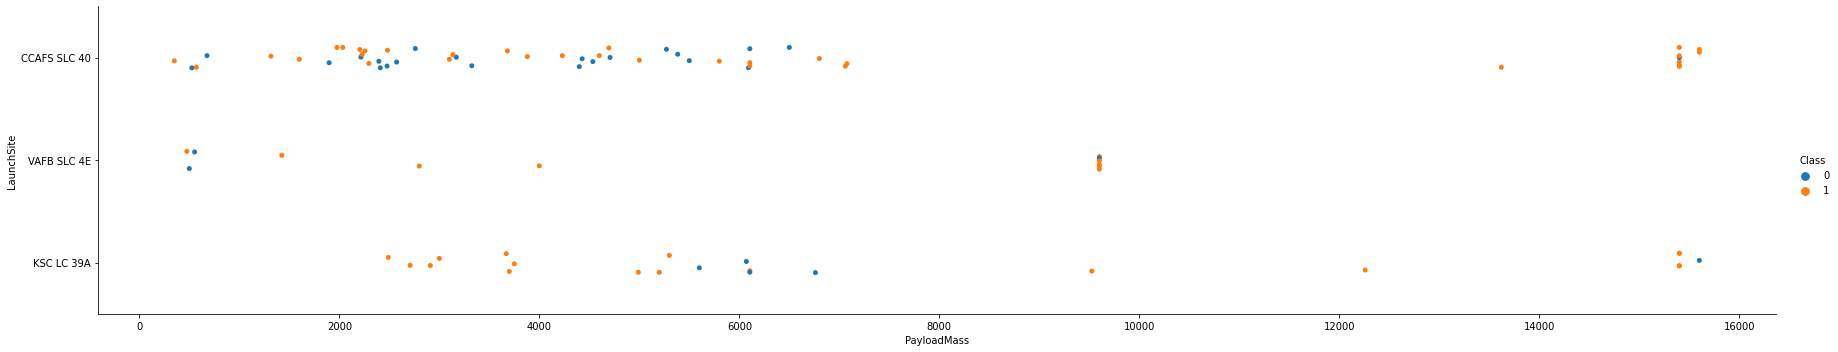 CCAFS SLC 40
VAFB SLC 4E
KSC LC 39A
LaunchSite
0 2000 4000 6000 8000 10000 12000 14000 16000
PayloadMass
Class
0
1